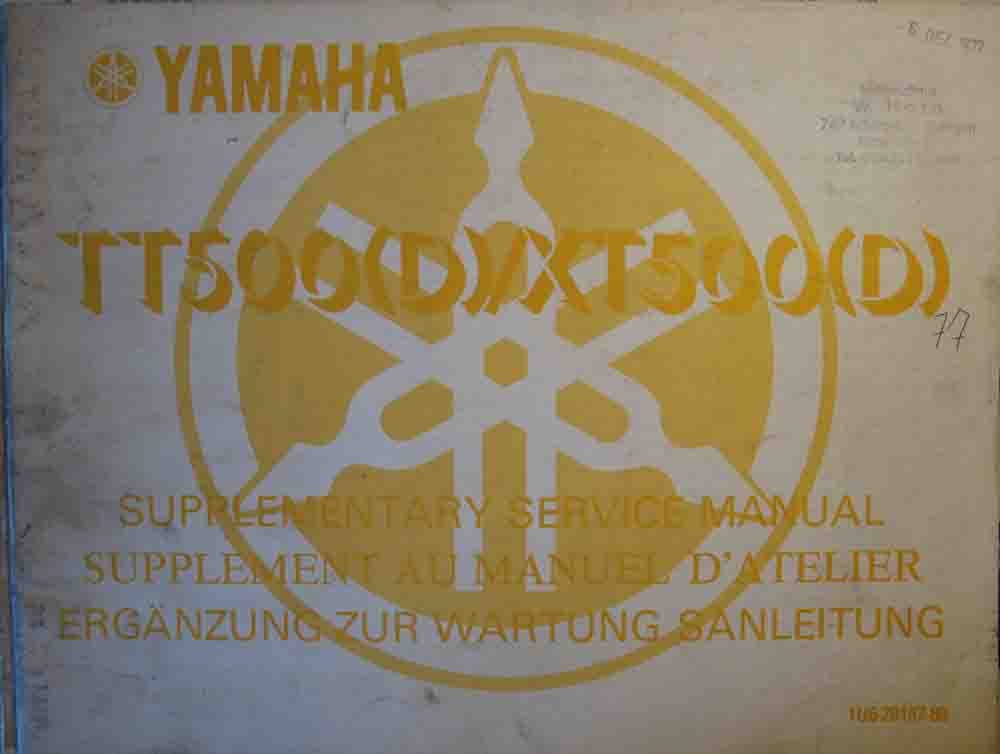 YAMAHA
TT500(D)/XT500(D)
77
SUPPLEMENTARY SERVICE MANUAL
SUPPLEMENT AU MANUEL D'ATELIER
ERGÄNZUNG ZUR WARTUNG SANLEITUNG